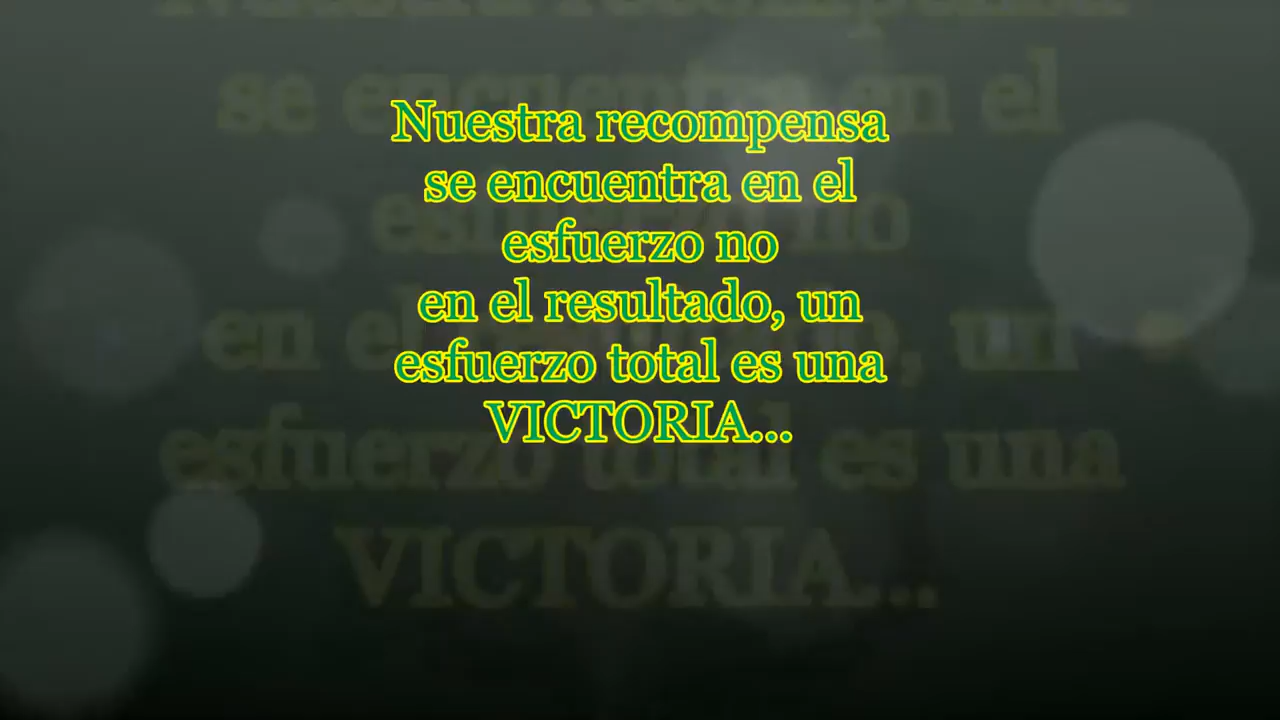 Nuestra recompensa
se encuentra en el
esfuerzo no
en el resultado, un
esfuerzo total es una
VICTORIA...